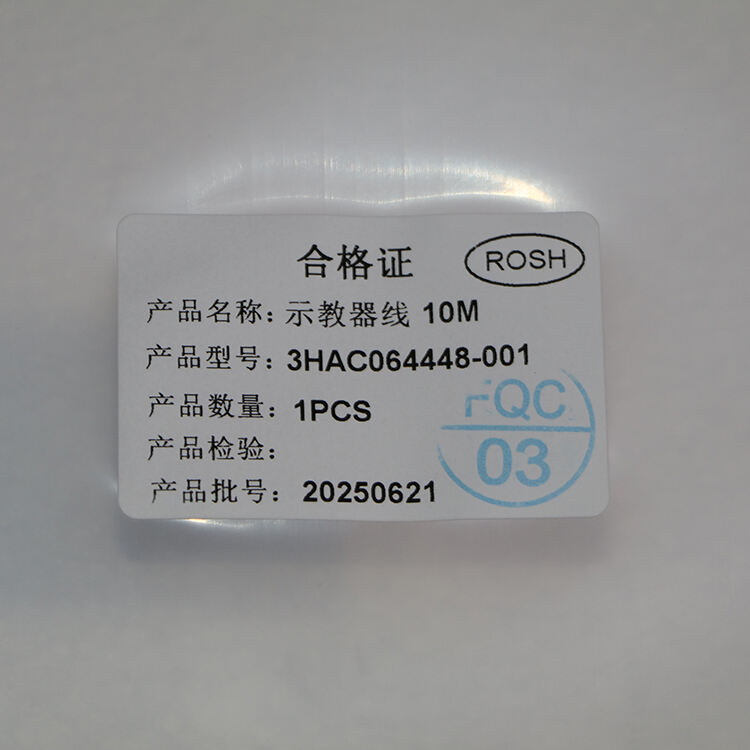 合格证 ROSH
产品名称：示教器线 10M
产品型号：3HAC064448-001
产品数量：1PCS
FQC
产品检验：
03
产品批号：20250621